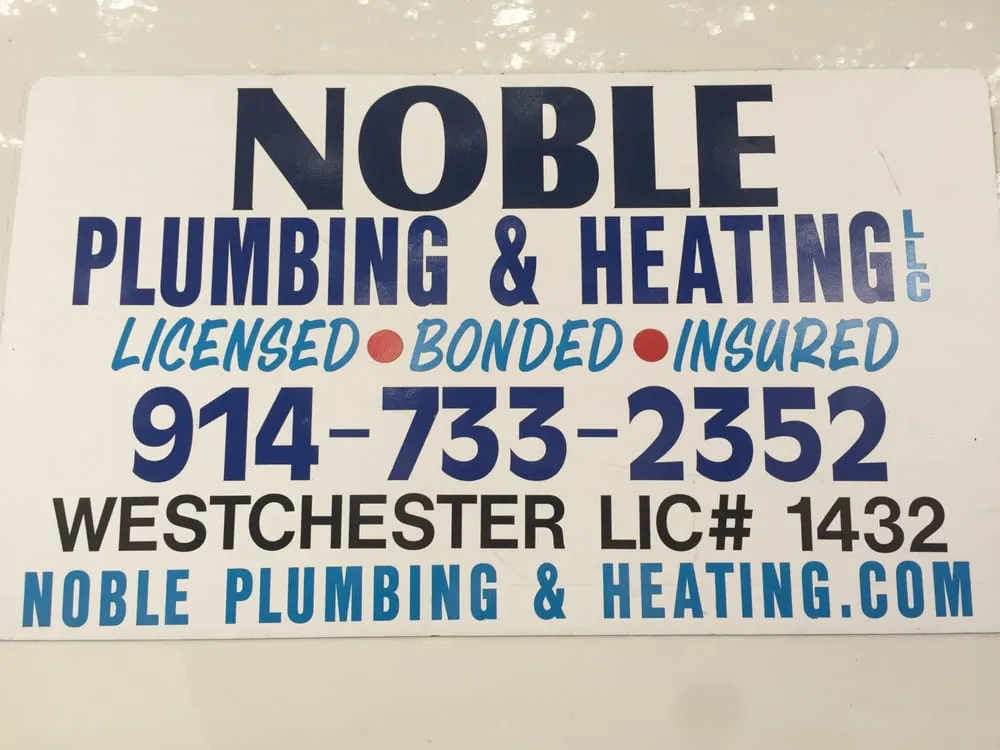 NOBLE
PLUMBING & HEATING LLC
LICENSED • BONDED • INSURED
914-733-2352
WESTCHESTER LIC# 1432
NOBLE PLUMBING & HEATING.COM